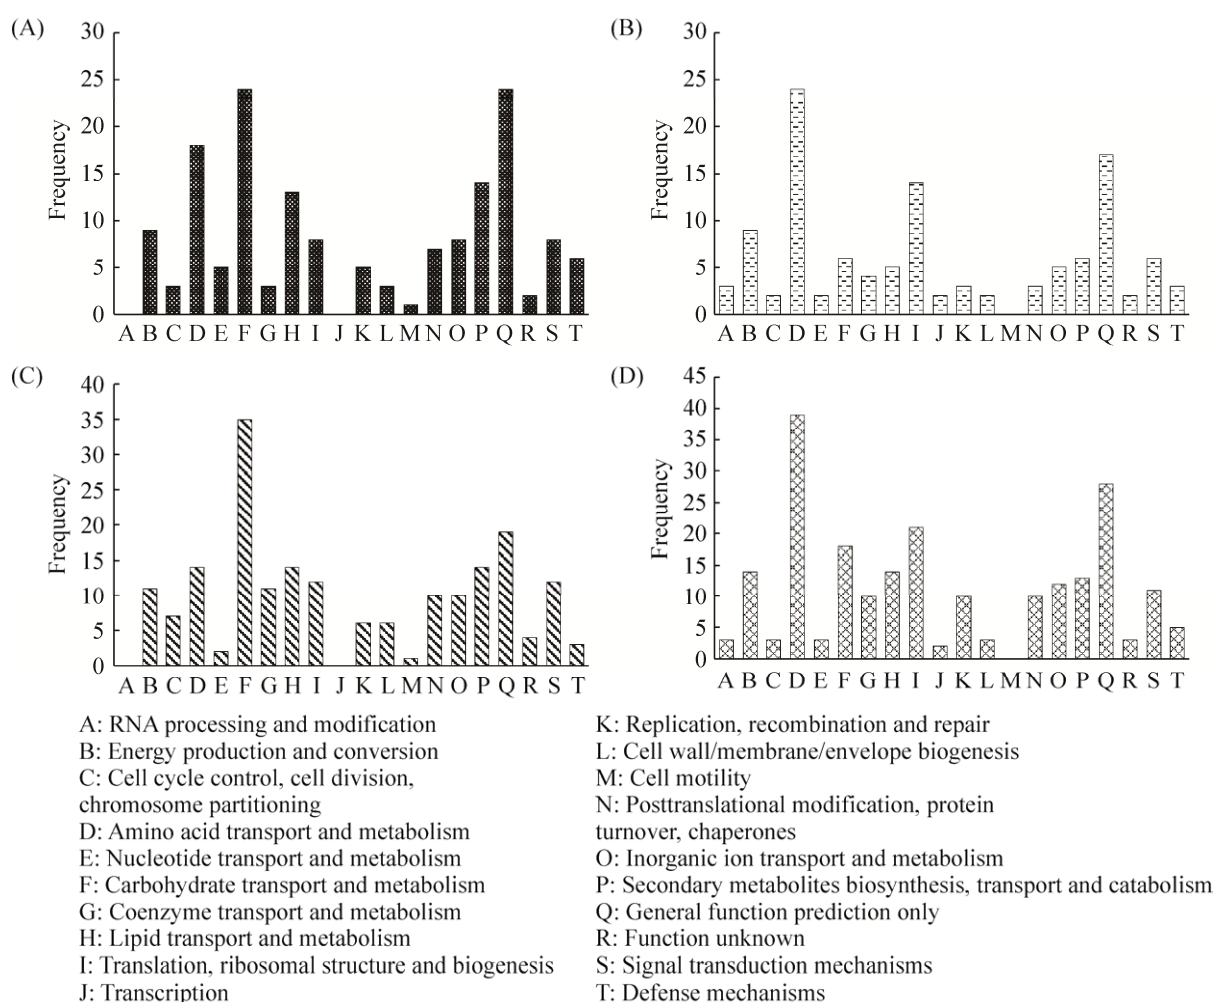 (A)
30
25
20
15
10
5
0
Frequency
A B C D E F G H I J K L M N O P Q R S T
(B)
30
25
20
15
10
5
0
Frequency
A B C D E F G H I J K L M N O P Q R S T
(C)
40
35
30
25
20
15
10
5
0
Frequency
A B C D E F G H I J K L M N O P Q R S T
(D)
45
40
35
30
25
20
15
10
5
0
Frequency
A B C D E F G H I J K L M N O P Q R S T
A: RNA processing and modification
B: Energy production and conversion
C: Cell cycle control, cell division,
chromosome partitioning
D: Amino acid transport and metabolism
E: Nucleotide transport and metabolism
F: Carbohydrate transport and metabolism
G: Coenzyme transport and metabolism
H: Lipid transport and metabolism
I: Translation, ribosomal structure and biogenesis
J: Transcription
K: Replication, recombination and repair
L: Cell wall/membrane/envelope biogenesis
M: Cell motility
N: Posttranslational modification, protein
turnover, chaperones
O: Inorganic ion transport and metabolism
P: Secondary metabolites biosynthesis, transport and catabolism
Q: General function prediction only
R: Function unknown
S: Signal transduction mechanisms
T: Defense mechanisms